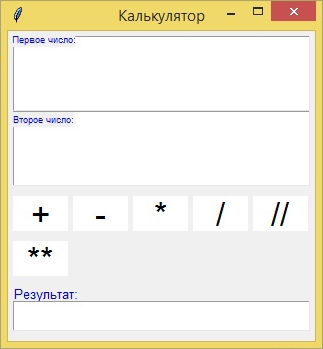 Калькулятор
Первое число:
Второе число:
+ - * / //
**
Результат: